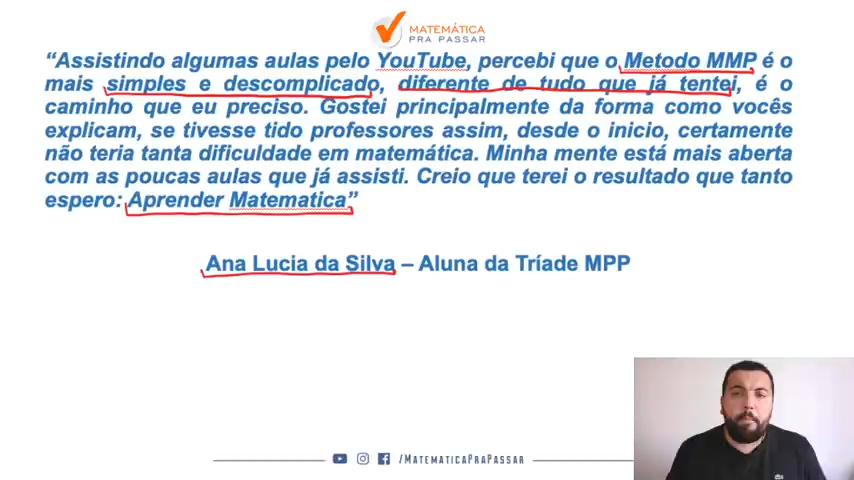 MATEMÁTICA
PRA PASSAR
“Assistindo algumas aulas pelo YouTube, percebi que o Metodo MMP é o
mais simples e descomplicado, diferente de tudo que já tentei, é o
caminho que eu preciso. Gostei principalmente da forma como vocês
explicam, se tivesse tido professores assim, desde o inicio, certamente
não teria tanta dificuldade em matemática. Minha mente está mais aberta
com as poucas aulas que já assisti. Creio que terei o resultado que tanto
espero: Aprender Matematica”
Ana Lucia da Silva – Aluna da Tríade MPP
/MatematicaPraPassar